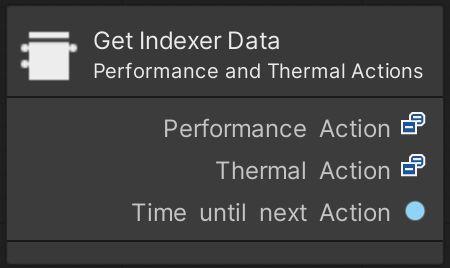 Get Indexer Data
Performance and Thermal Actions
Performance Action
Thermal Action
Time until next Action